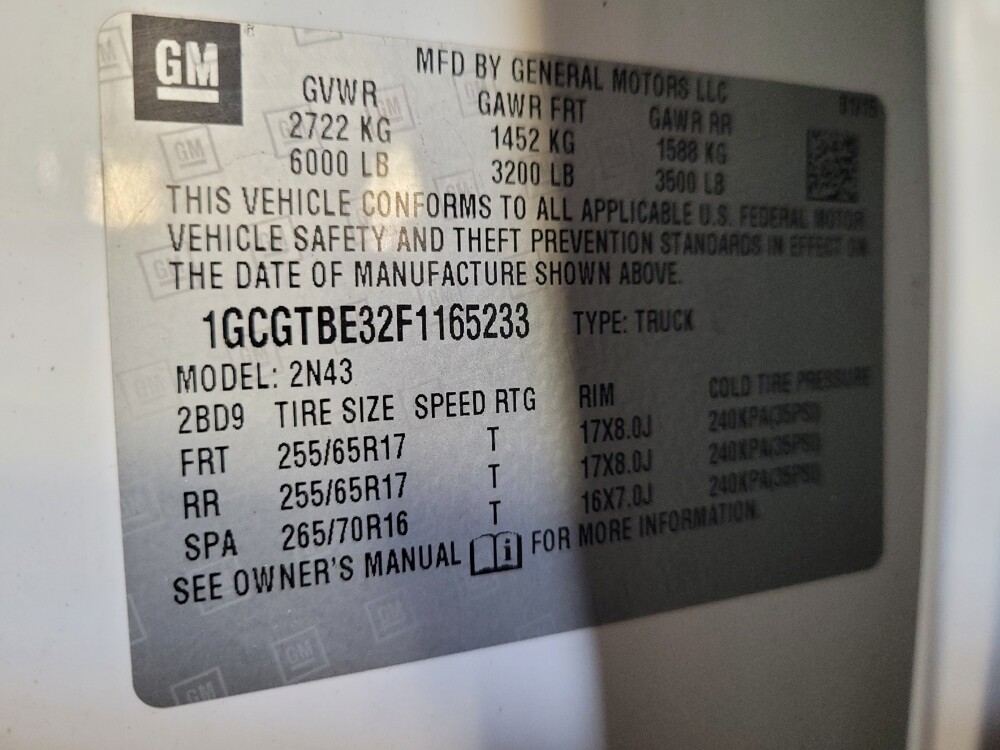 GM
MFD BY GENERAL MOTORS LLC
01/15
GVWR GAWR FRT GAWR RR
2722 KG 1452 KG 1588 KG
6000 LB 3200 LB 3500 LB
THIS VEHICLE CONFORMS TO ALL APPLICABLE U.S. FEDERAL MOTOR
VEHICLE SAFETY AND THEFT PREVENTION STANDARDS IN EFFECT ON
THE DATE OF MANUFACTURE SHOWN ABOVE.
1GCGTBE32F1165233 TYPE: TRUCK
MODEL: 2N43
2BD9 TIRE SIZE SPEED RTG RIM COLD TIRE PRESSURE
FRT 255/65R17 T 17X8.0J 240KPA(35PSI)
RR 255/65R17 T 17X8.0J 240KPA(35PSI)
SPA 265/70R16 T 16X7.0J 240KPA(35PSI)
SEE OWNER'S MANUAL i FOR MORE INFORMATION.